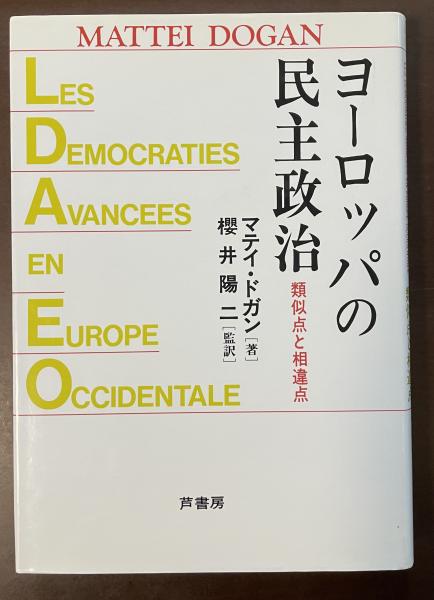 MATTEI DOGAN
ヨーロッパの
民主政治
類似点と相違点
マテイ・ドガン[著]
櫻井陽二[監訳]
LES
DEMOCRATIES
AVANCEES
EN
EUROPE
OCCIDENTALE
芦書房